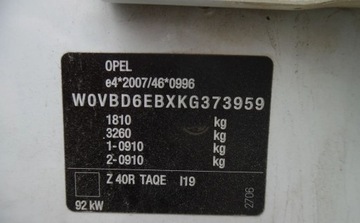 OPEL
e4*2007/46*0996
W0VBD6EBXKG373959
1810 kg
3260 kg
1-0910 kg
2-0910 kg
Z 40R TAQE I19
92 kW
2706